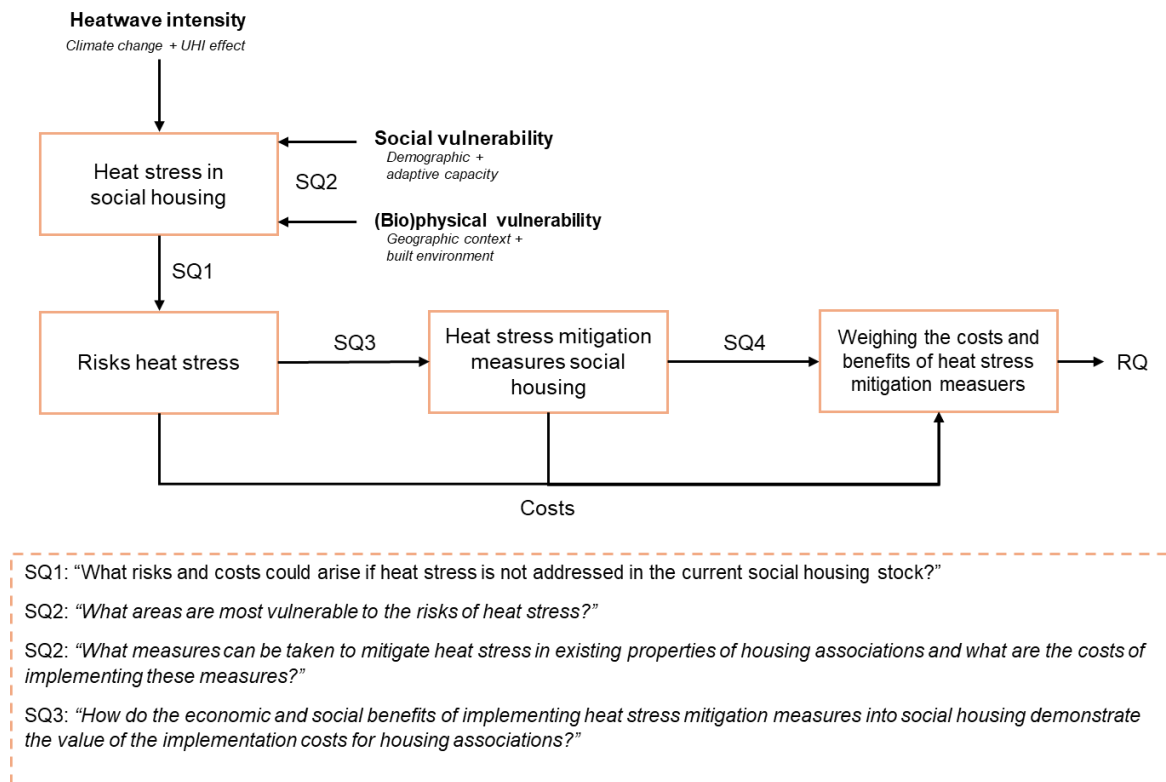 Heatwave intensity
Climate change + UHI effect
Heat stress in
social housing
SQ2
Social vulnerability
Demographic +
adaptive capacity
(Bio)physical vulnerability
Geographic context +
built environment
SQ1
Risks heat stress
SQ3
Heat stress mitigation
measures social
housing
SQ4
Weighing the costs and
benefits of heat stress
mitigation measuers
RQ
Costs
SQ1: “What risks and costs could arise if heat stress is not addressed in the current social housing stock?”
SQ2: “What areas are most vulnerable to the risks of heat stress?”
SQ2: “What measures can be taken to mitigate heat stress in existing properties of housing associations and what are the costs of
implementing these measures?”
SQ3: “How do the economic and social benefits of implementing heat stress mitigation measures into social housing demonstrate
the value of the implementation costs for housing associations?”